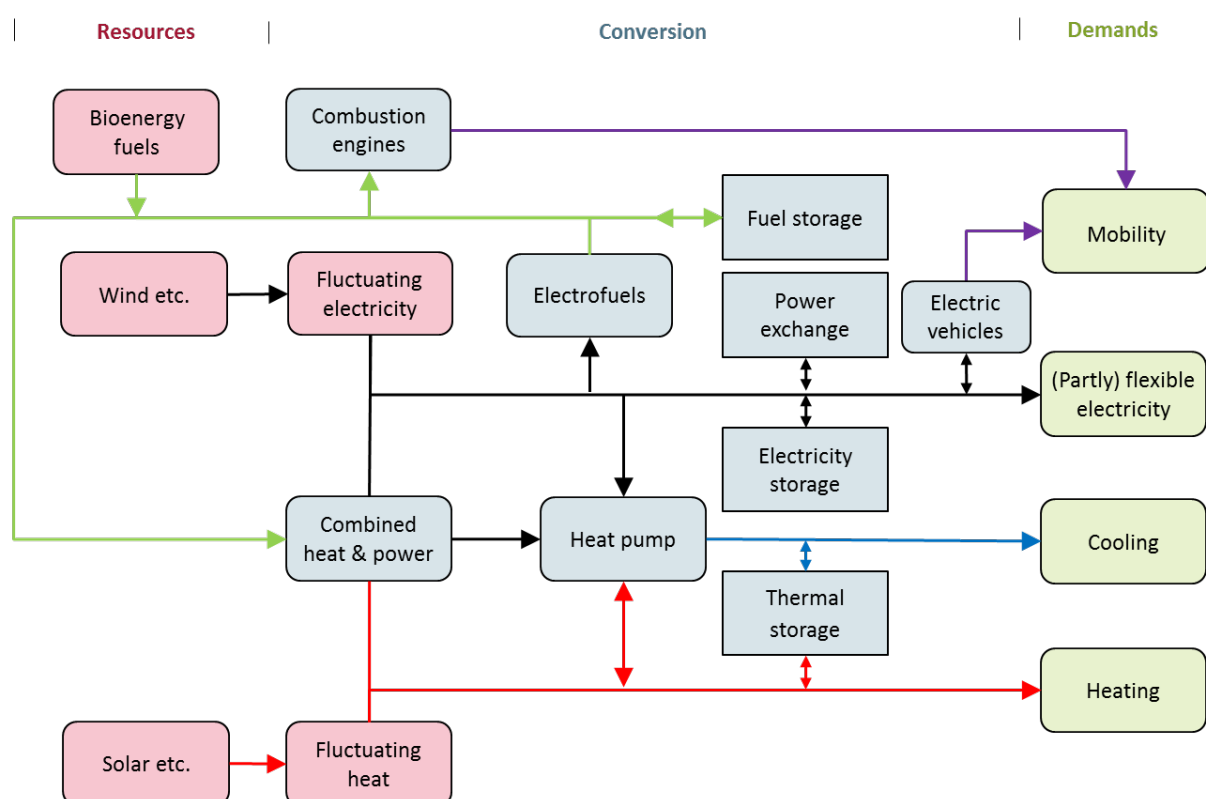 Resources
Conversion
Demands
Bioenergy
fuels
Combustion
engines
Fuel storage
Mobility
Wind etc.
Fluctuating
electricity
Electrofuels
Power
exchange
Electric
vehicles
(Partly) flexible
electricity
Electricity
storage
Combined
heat & power
Heat pump
Cooling
Thermal
storage
Heating
Solar etc.
Fluctuating
heat